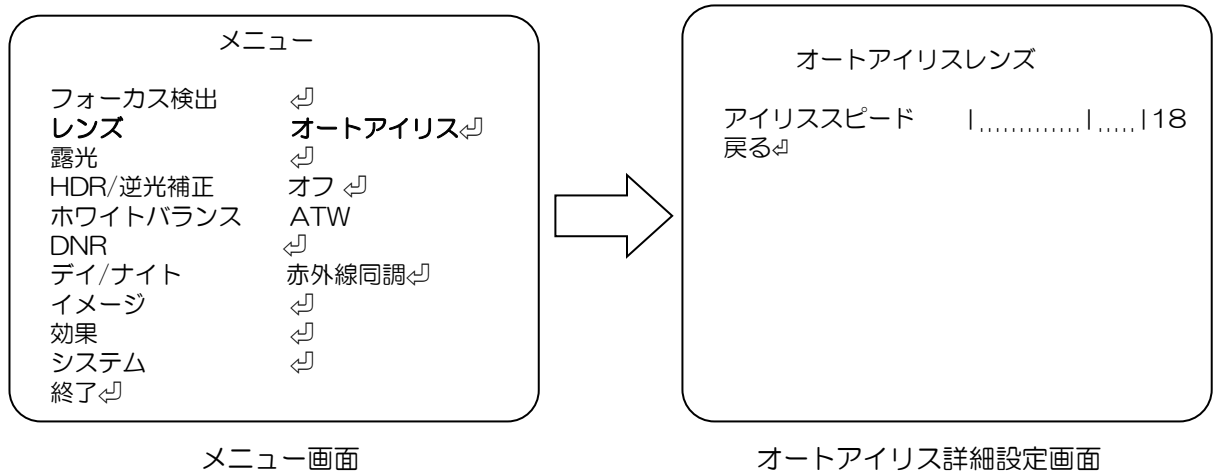 メニュー
フォーカス検出 ⏎
レンズ オートアイリス⏎
露光 ⏎
HDR/逆光補正 オフ ⏎
ホワイトバランス ATW
DNR ⏎
デイ/ナイト 赤外線同調⏎
イメージ ⏎
効果 ⏎
システム ⏎
終了⏎
メニュー画面
オートアイリスレンズ
アイリススピード |.............|.....|18
戻る⏎
オートアイリス詳細設定画面